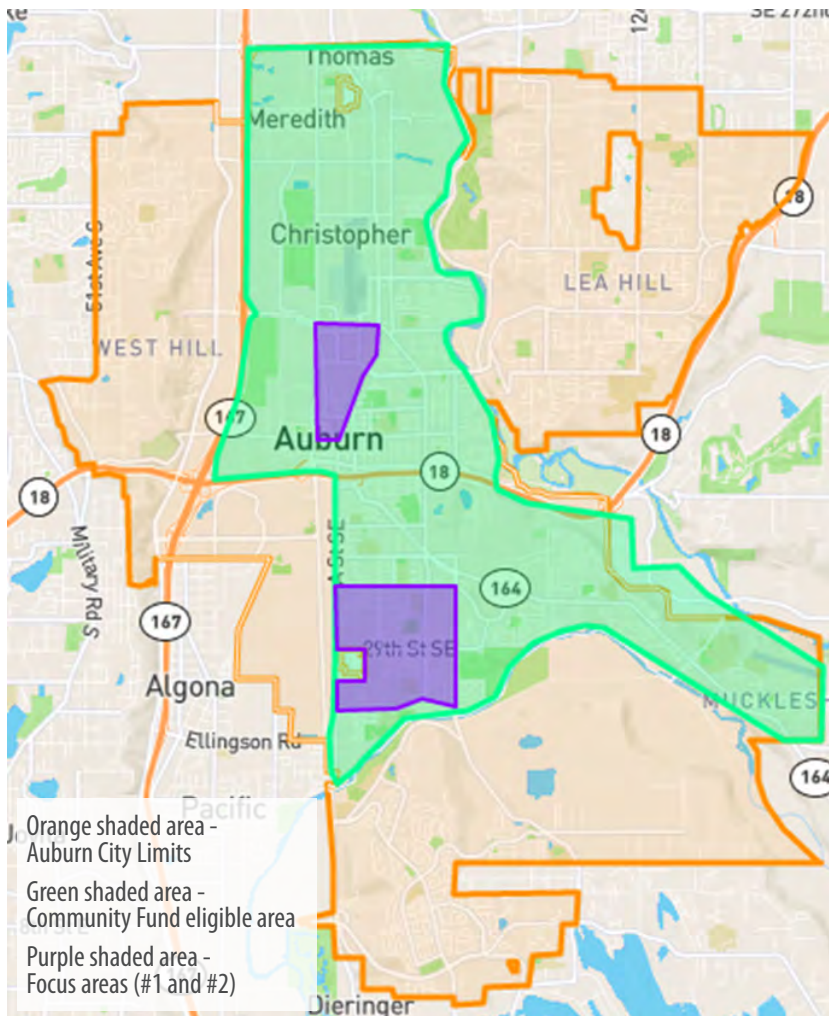 SE 272nd
Thomas
Meredith
Christopher
51st Ave S
LEA HILL
WEST HILL
18
167
Auburn
18
18
18
A St SE
Military Rd S
164
167
29th St SE
Algona
MUCKLES
Ellingson Rd
164
Pacific
Orange shaded area -
Auburn City Limits
Green shaded area -
Community Fund eligible area
Purple shaded area -
Focus areas (#1 and #2)
167
Dieringer